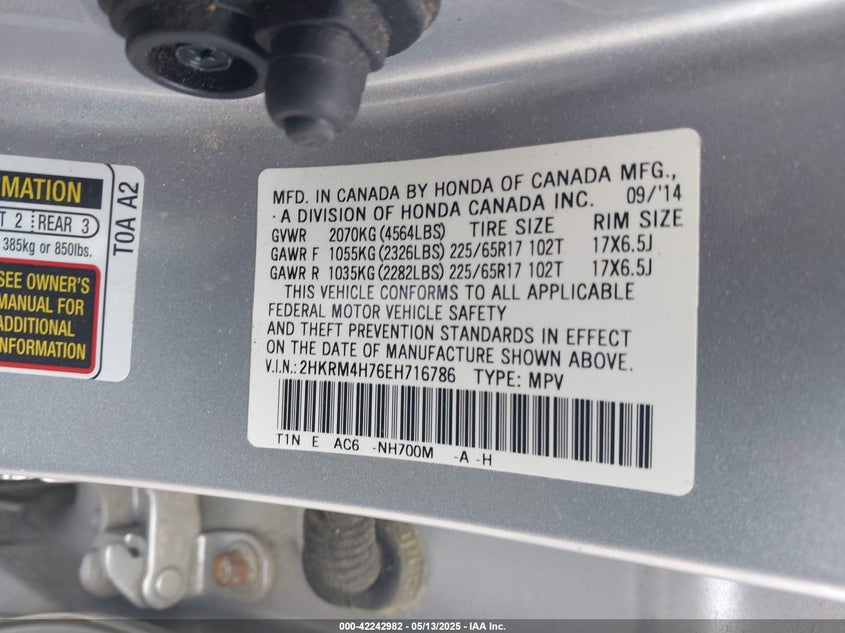 MATION
T 2 REAR 3
385kg or 850lbs.
SEE OWNER'S
MANUAL FOR
ADDITIONAL
INFORMATION
T0A A2
MFD. IN CANADA BY HONDA OF CANADA MFG.,
A DIVISION OF HONDA CANADA INC. 09/'14
GVWR 2070KG (4564LBS) TIRE SIZE RIM SIZE
GAWR F 1055KG (2326LBS) 225/65R17 102T 17X6.5J
GAWR R 1035KG (2282LBS) 225/65R17 102T 17X6.5J
THIS VEHICLE CONFORMS TO ALL APPLICABLE
FEDERAL MOTOR VEHICLE SAFETY
AND THEFT PREVENTION STANDARDS IN EFFECT
ON THE DATE OF MANUFACTURE SHOWN ABOVE.
V.I.N.: 2HKRM4H76EH716786 TYPE: MPV
T1N E AC6 -NH700M -A -H
000-42242982 - 05/13/2025 - IAA Inc.